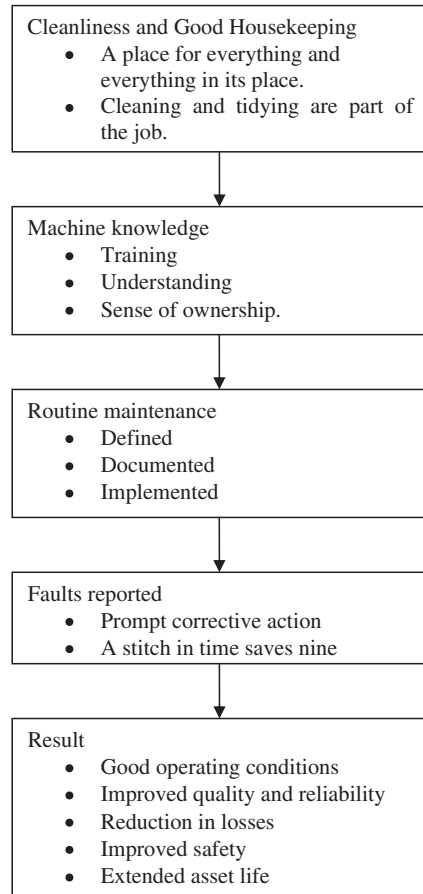 Cleanliness and Good Housekeeping
• A place for everything and
everything in its place.
• Cleaning and tidying are part of
the job.
Machine knowledge
• Training
• Understanding
• Sense of ownership.
Routine maintenance
• Defined
• Documented
• Implemented
Faults reported
• Prompt corrective action
• A stitch in time saves nine
Result
• Good operating conditions
• Improved quality and reliability
• Reduction in losses
• Improved safety
• Extended asset life